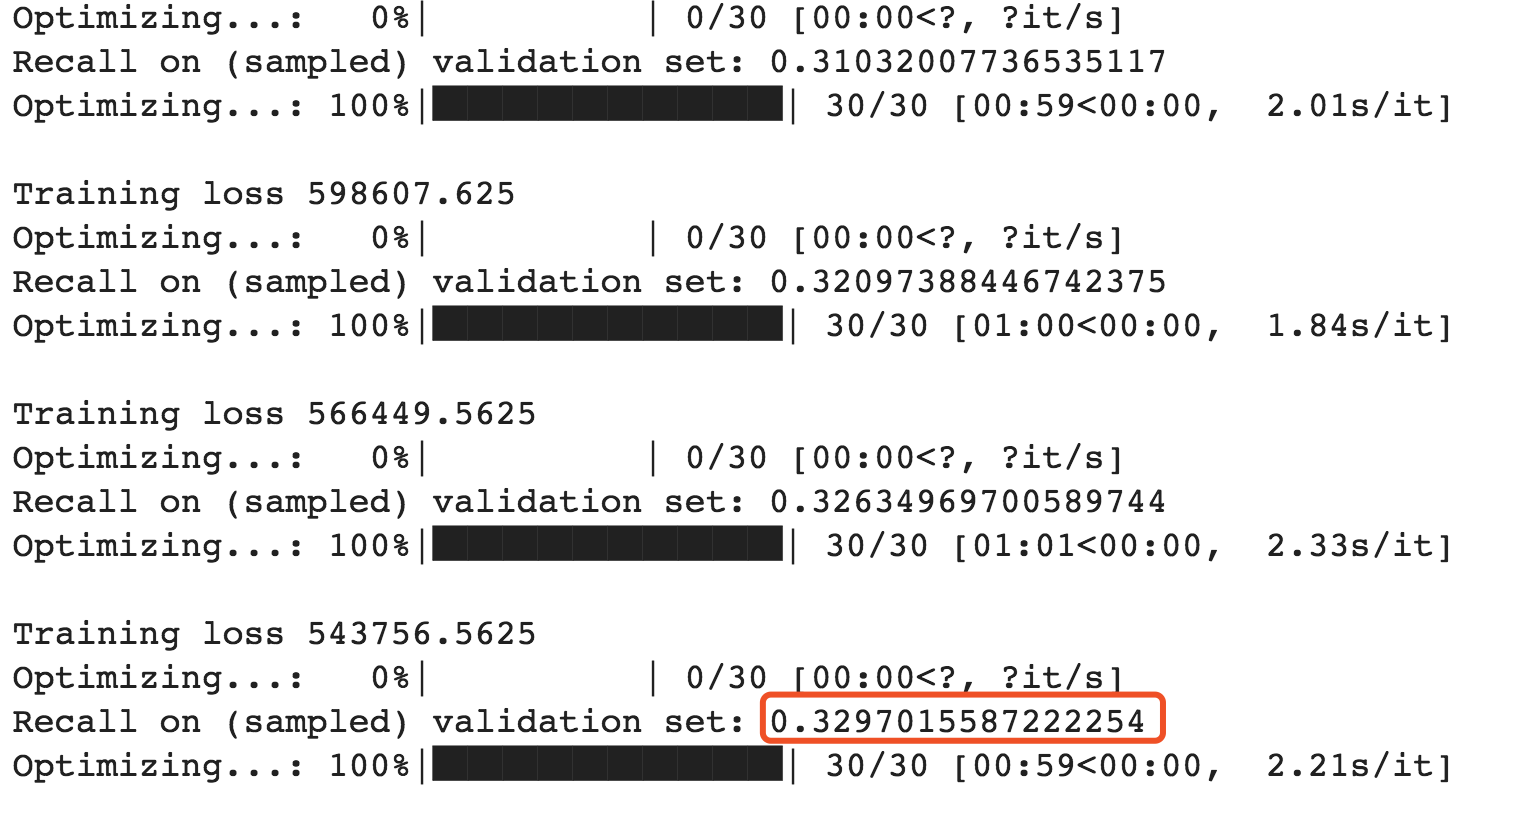 Optimizing...:   0%|          | 0/30 [00:00<?, ?it/s]
Recall on (sampled) validation set: 0.31032007736535117
Optimizing...: 100%|██████████| 30/30 [00:59<00:00,  2.01s/it]
Training loss 598607.625
Optimizing...:   0%|          | 0/30 [00:00<?, ?it/s]
Recall on (sampled) validation set: 0.32097388446742375
Optimizing...: 100%|██████████| 30/30 [01:00<00:00,  1.84s/it]
Training loss 566449.5625
Optimizing...:   0%|          | 0/30 [00:00<?, ?it/s]
Recall on (sampled) validation set: 0.32634969700589744
Optimizing...: 100%|██████████| 30/30 [01:01<00:00,  2.33s/it]
Training loss 543756.5625
Optimizing...:   0%|          | 0/30 [00:00<?, ?it/s]
Recall on (sampled) validation set: 0.3297015587222254
Optimizing...: 100%|██████████| 30/30 [00:59<00:00,  2.21s/it]